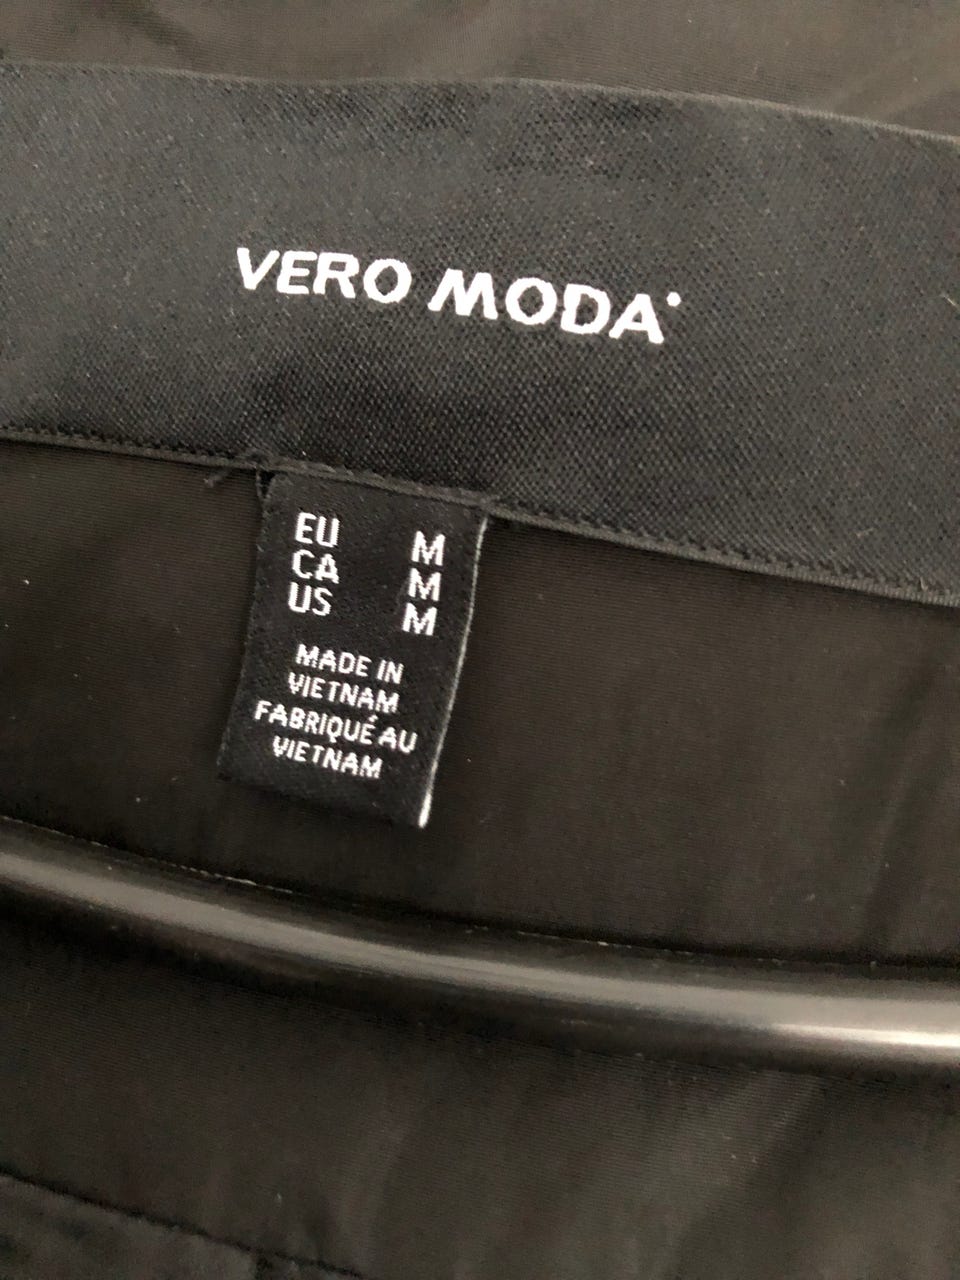 VERO MODA
EU M
CA M
US M
MADE IN
VIETNAM
FABRIQUÉ AU
VIETNAM